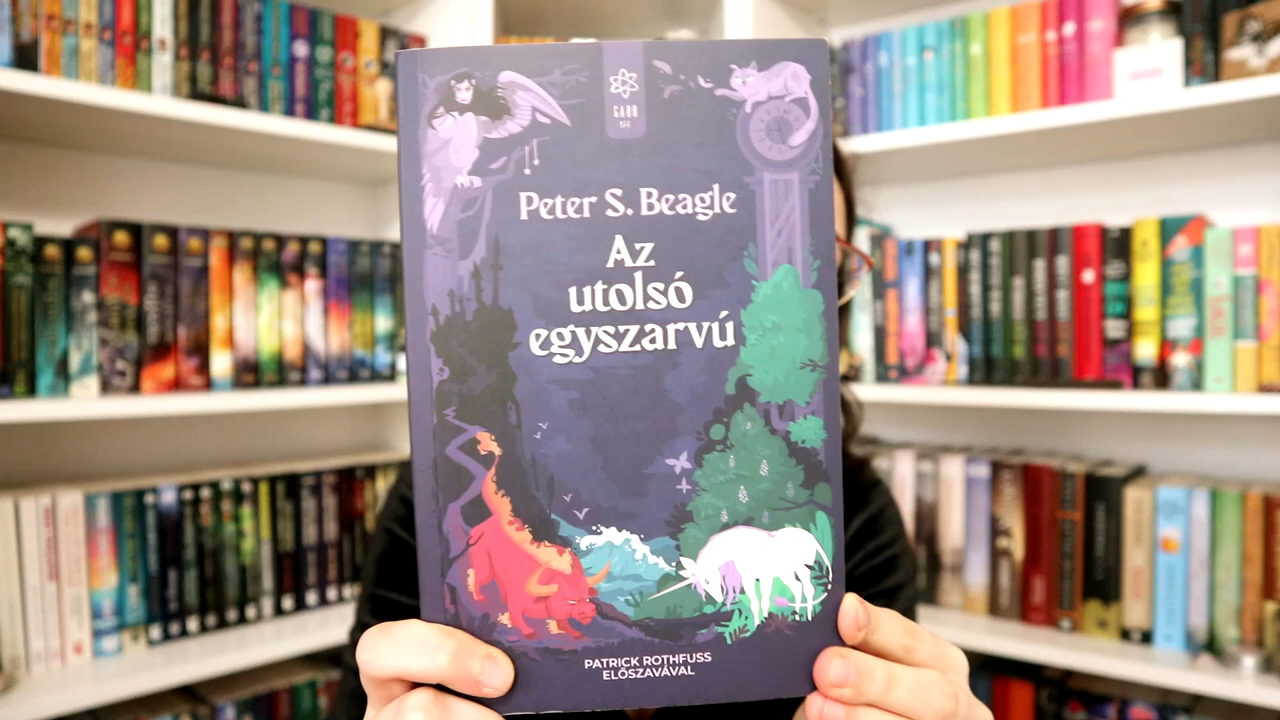 GABO
SFF
Peter S. Beagle
Az
utolsó
egyszarvú
PATRICK ROTHFUSS
ELŐSZAVÁVAL